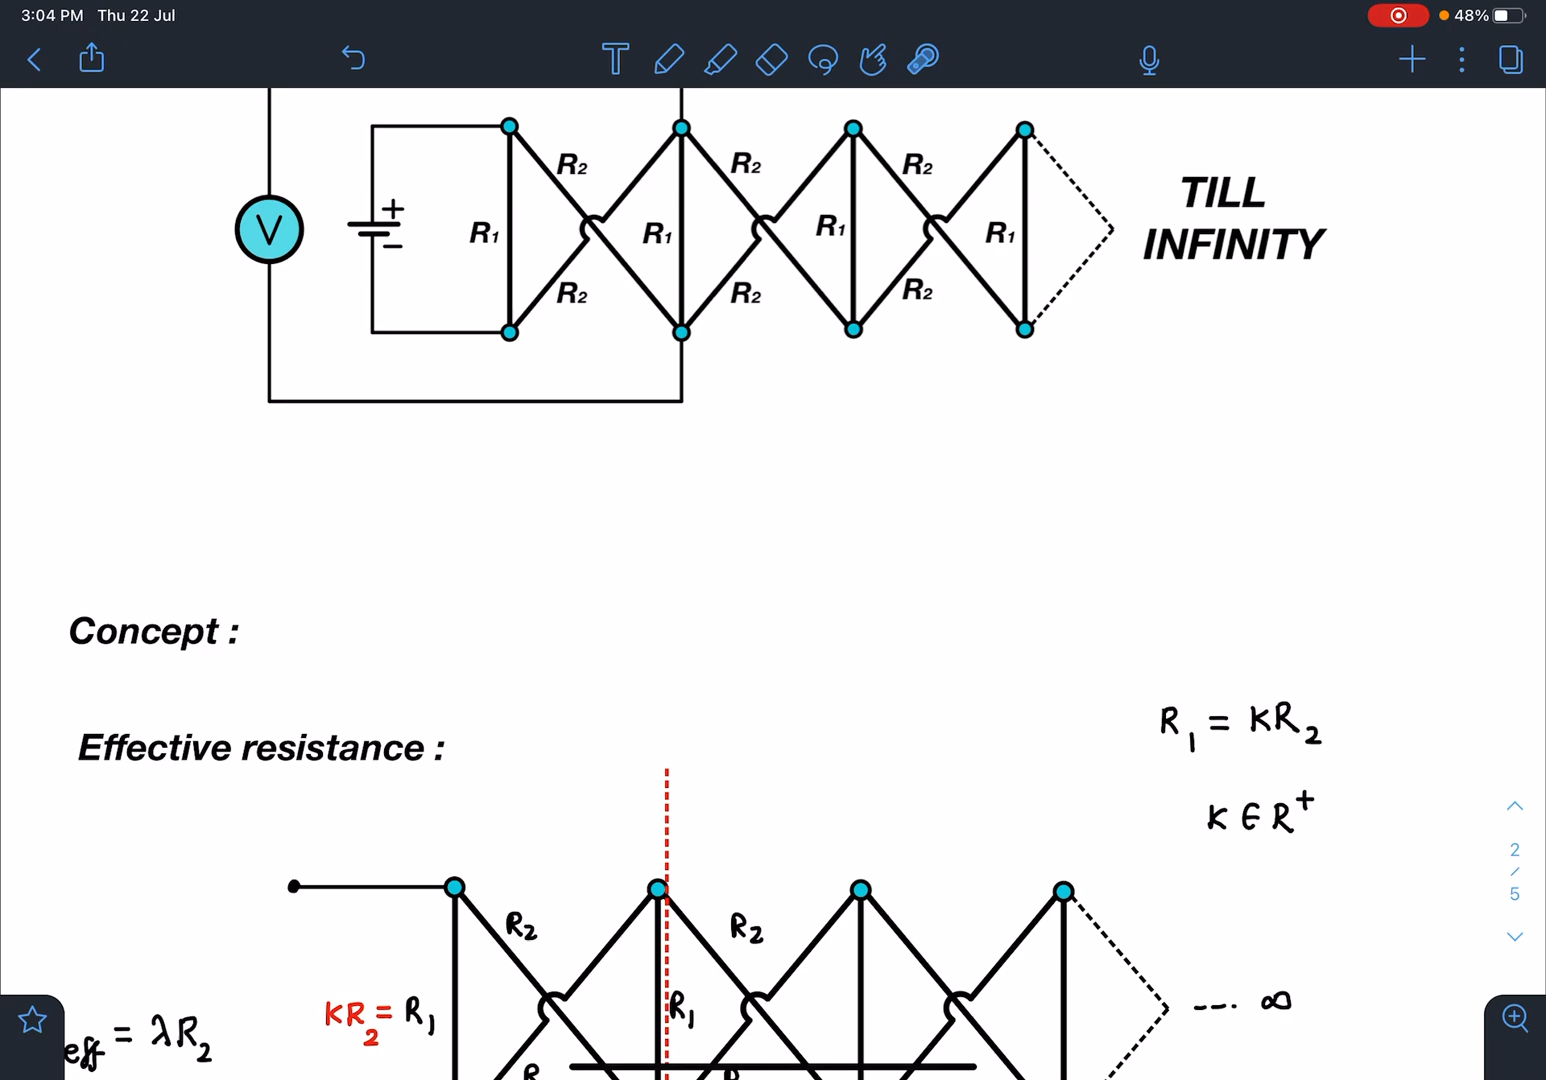 3:04 PM Thu 22 Jul
48%
T
R₂ R₂ R₂
TILL
INFINITY
V
+
−
R₁ R₁ R₁ R₁
R₂ R₂ R₂
Concept :
R₁ = KR₂
Effective resistance :
K ∈ R⁺
2
/
5
R₂ R₂
KR₂ = R₁ R₁ ---. ∞
eff = λR₂